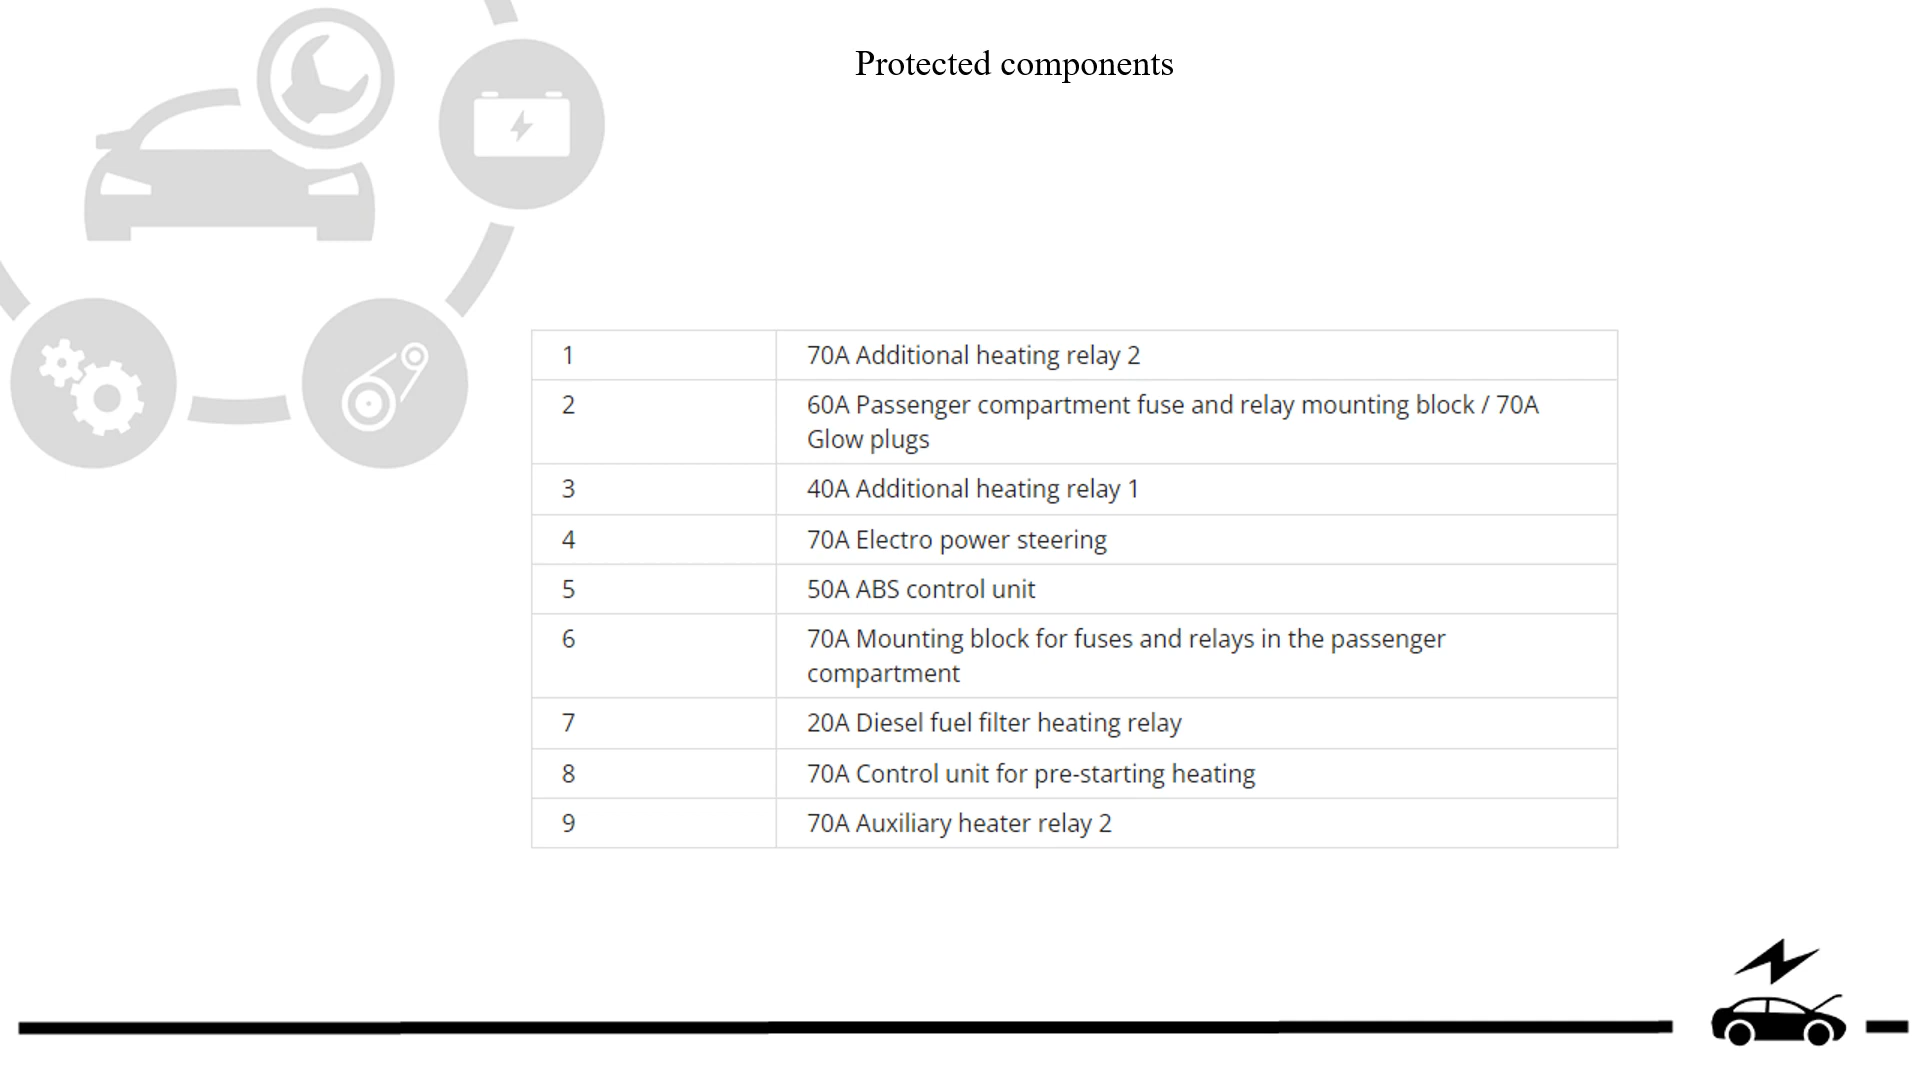 Protected components
1 70A Additional heating relay 2
2 60A Passenger compartment fuse and relay mounting block / 70A
Glow plugs
3 40A Additional heating relay 1
4 70A Electro power steering
5 50A ABS control unit
6 70A Mounting block for fuses and relays in the passenger
compartment
7 20A Diesel fuel filter heating relay
8 70A Control unit for pre-starting heating
9 70A Auxiliary heater relay 2